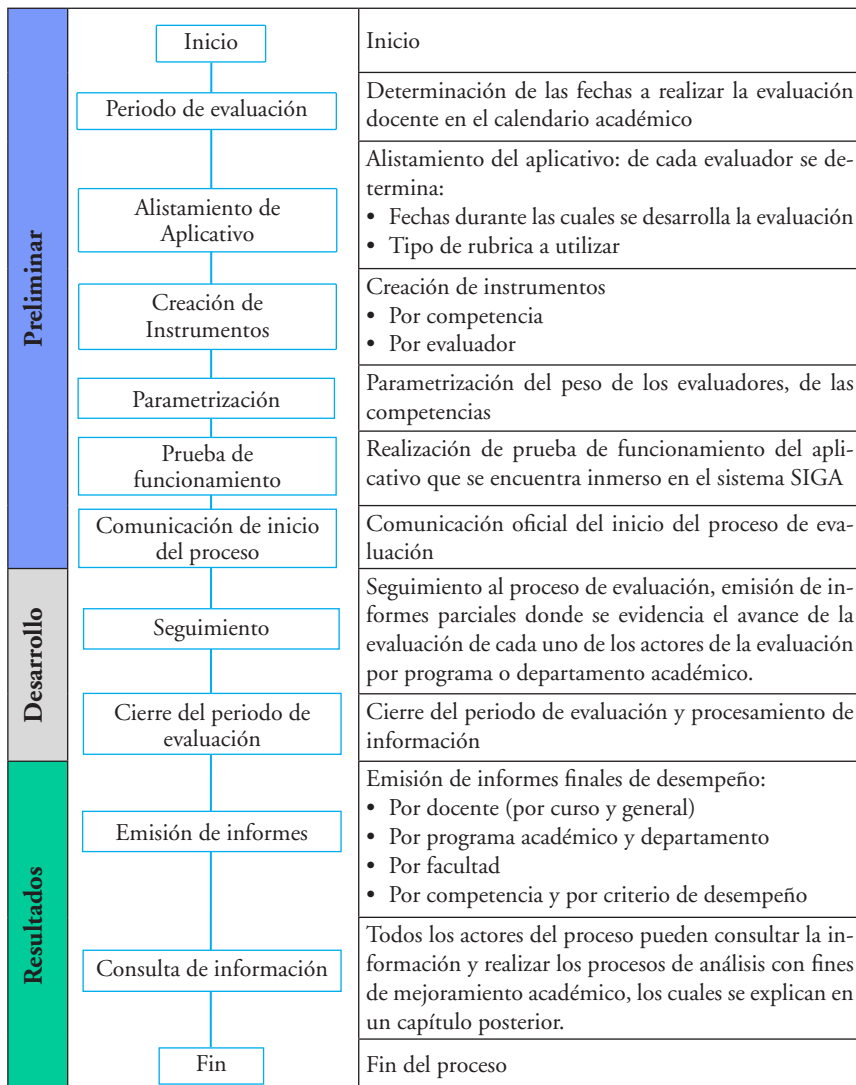 Preliminar
Inicio
Inicio
Periodo de evaluación
Determinación de las fechas a realizar la evaluación
docente en el calendario académico
Alistamiento de
Aplicativo
Alistamiento del aplicativo: de cada evaluador se de-
termina:
• Fechas durante las cuales se desarrolla la evaluación
• Tipo de rubrica a utilizar
Creación de
Instrumentos
Creación de instrumentos
• Por competencia
• Por evaluador
Parametrización
Parametrización del peso de los evaluadores, de las
competencias
Prueba de
funcionamiento
Realización de prueba de funcionamiento del apli-
cativo que se encuentra inmerso en el sistema SIGA
Comunicación de inicio
del proceso
Comunicación oficial del inicio del proceso de eva-
luación
Desarrollo
Seguimiento
Seguimiento al proceso de evaluación, emisión de in-
formes parciales donde se evidencia el avance de la
evaluación de cada uno de los actores de la evaluación
por programa o departamento académico.
Cierre del periodo de
evaluación
Cierre del periodo de evaluación y procesamiento de
información
Resultados
Emisión de informes
Emisión de informes finales de desempeño:
• Por docente (por curso y general)
• Por programa académico y departamento
• Por facultad
• Por competencia y por criterio de desempeño
Consulta de información
Todos los actores del proceso pueden consultar la in-
formación y realizar los procesos de análisis con fines
de mejoramiento académico, los cuales se explican en
un capítulo posterior.
Fin
Fin del proceso